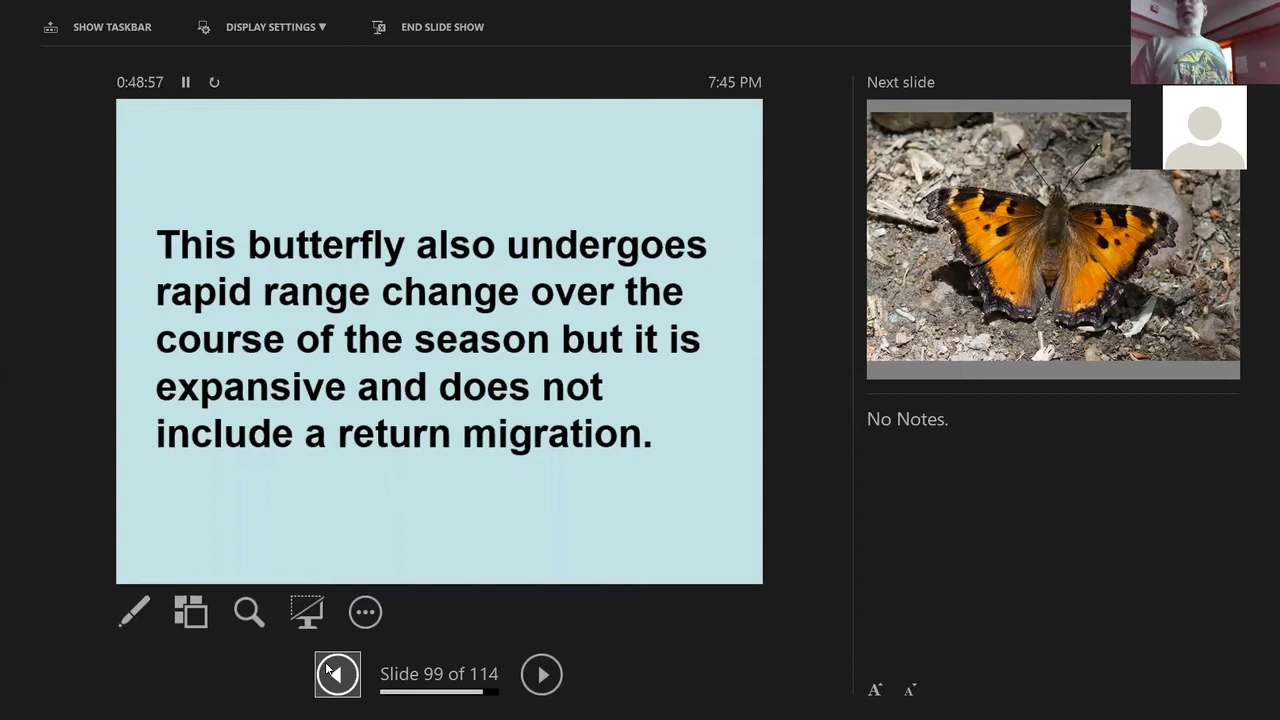 SHOW TASKBAR
DISPLAY SETTINGS ▼
END SLIDE SHOW
0:48:57
7:45 PM
Next slide
This butterfly also undergoes
rapid range change over the
course of the season but it is
expansive and does not
include a return migration.
No Notes.
Slide 99 of 114
A A